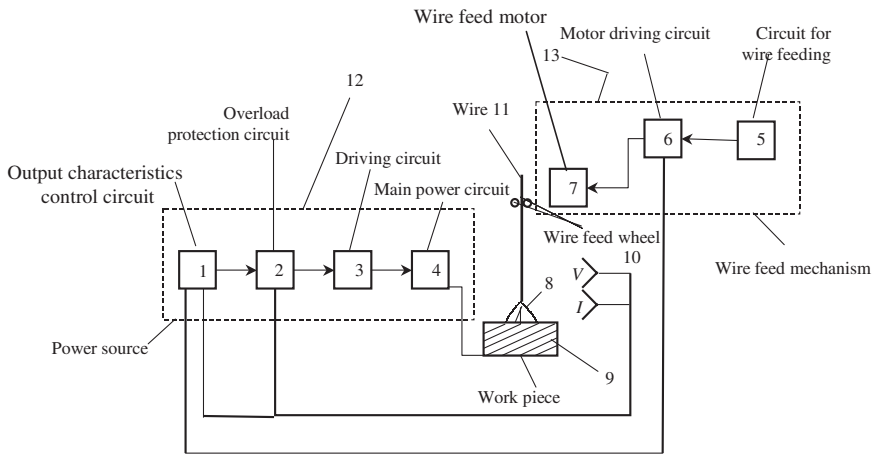 Wire feed motor
Motor driving circuit
Circuit for
wire feeding
13
12
Overload
protection circuit
Wire 11
Driving circuit
Output characteristics
control circuit
Main power circuit
5
6
7
Wire feed wheel
10
Wire feed mechanism
1
2
3
4
8
V
I
Power source
9
Work piece